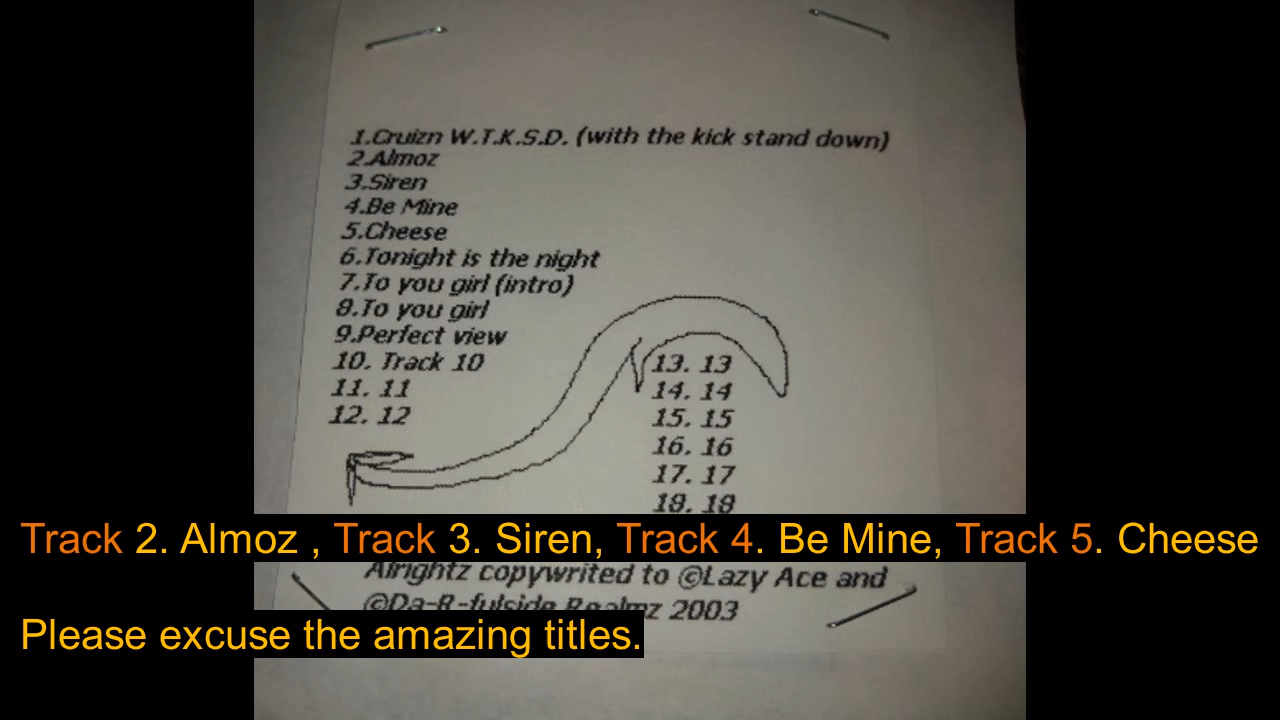 1.Cruizn W.T.K.S.D. (with the kick stand down)
2.Almoz
3.Siren
4.Be Mine
5.Cheese
6.Tonight is the night
7.To you girl (intro)
8.To you girl
9.Perfect view
10. Track 10
11. 11
12. 12
13. 13
14. 14
15. 15
16. 16
17. 17
18. 18
Track 2. Almoz , Track 3. Siren, Track 4. Be Mine, Track 5. Cheese
Alrightz copywrited to ©Lazy Ace and
©Da-R-fulside Realmz 2003
Please excuse the amazing titles.